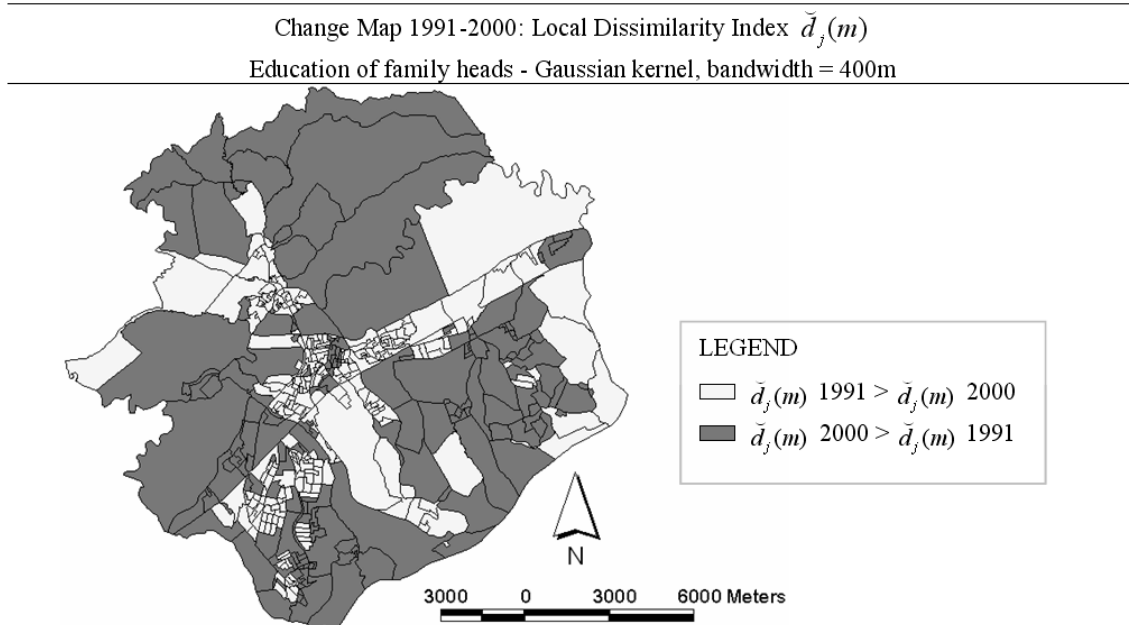 Change Map 1991-2000: Local Dissimilarity Index d̆ⱼ(m)
Education of family heads - Gaussian kernel, bandwidth = 400m
LEGEND
d̆ⱼ(m) 1991 > d̆ⱼ(m) 2000
d̆ⱼ(m) 2000 > d̆ⱼ(m) 1991
N
3000 0 3000 6000 Meters